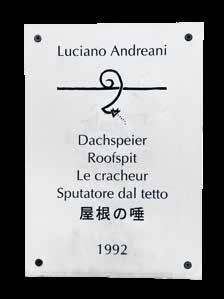 Luciano Andreani
Dachspeier
Roofspit
Le cracheur
Sputatore dal tetto
屋根の唾
1992